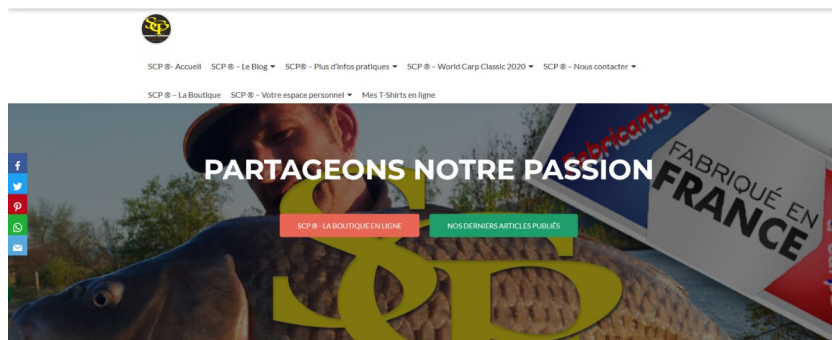 SCP
SCP ®- Accueil SCP ® – Le Blog SCP® – Plus d'infos pratiques SCP ® – World Carp Classic 2020 SCP ® – Nous contacter
SCP ® – La Boutique SCP ® – Votre espace personnel Mes T-Shirts en ligne
Fabricants
FABRIQUÉ EN
FRANCE
PARTAGEONS NOTRE PASSION
SCP ® - LA BOUTIQUE EN LIGNE
NOS DERNIERS ARTICLES PUBLIÉS